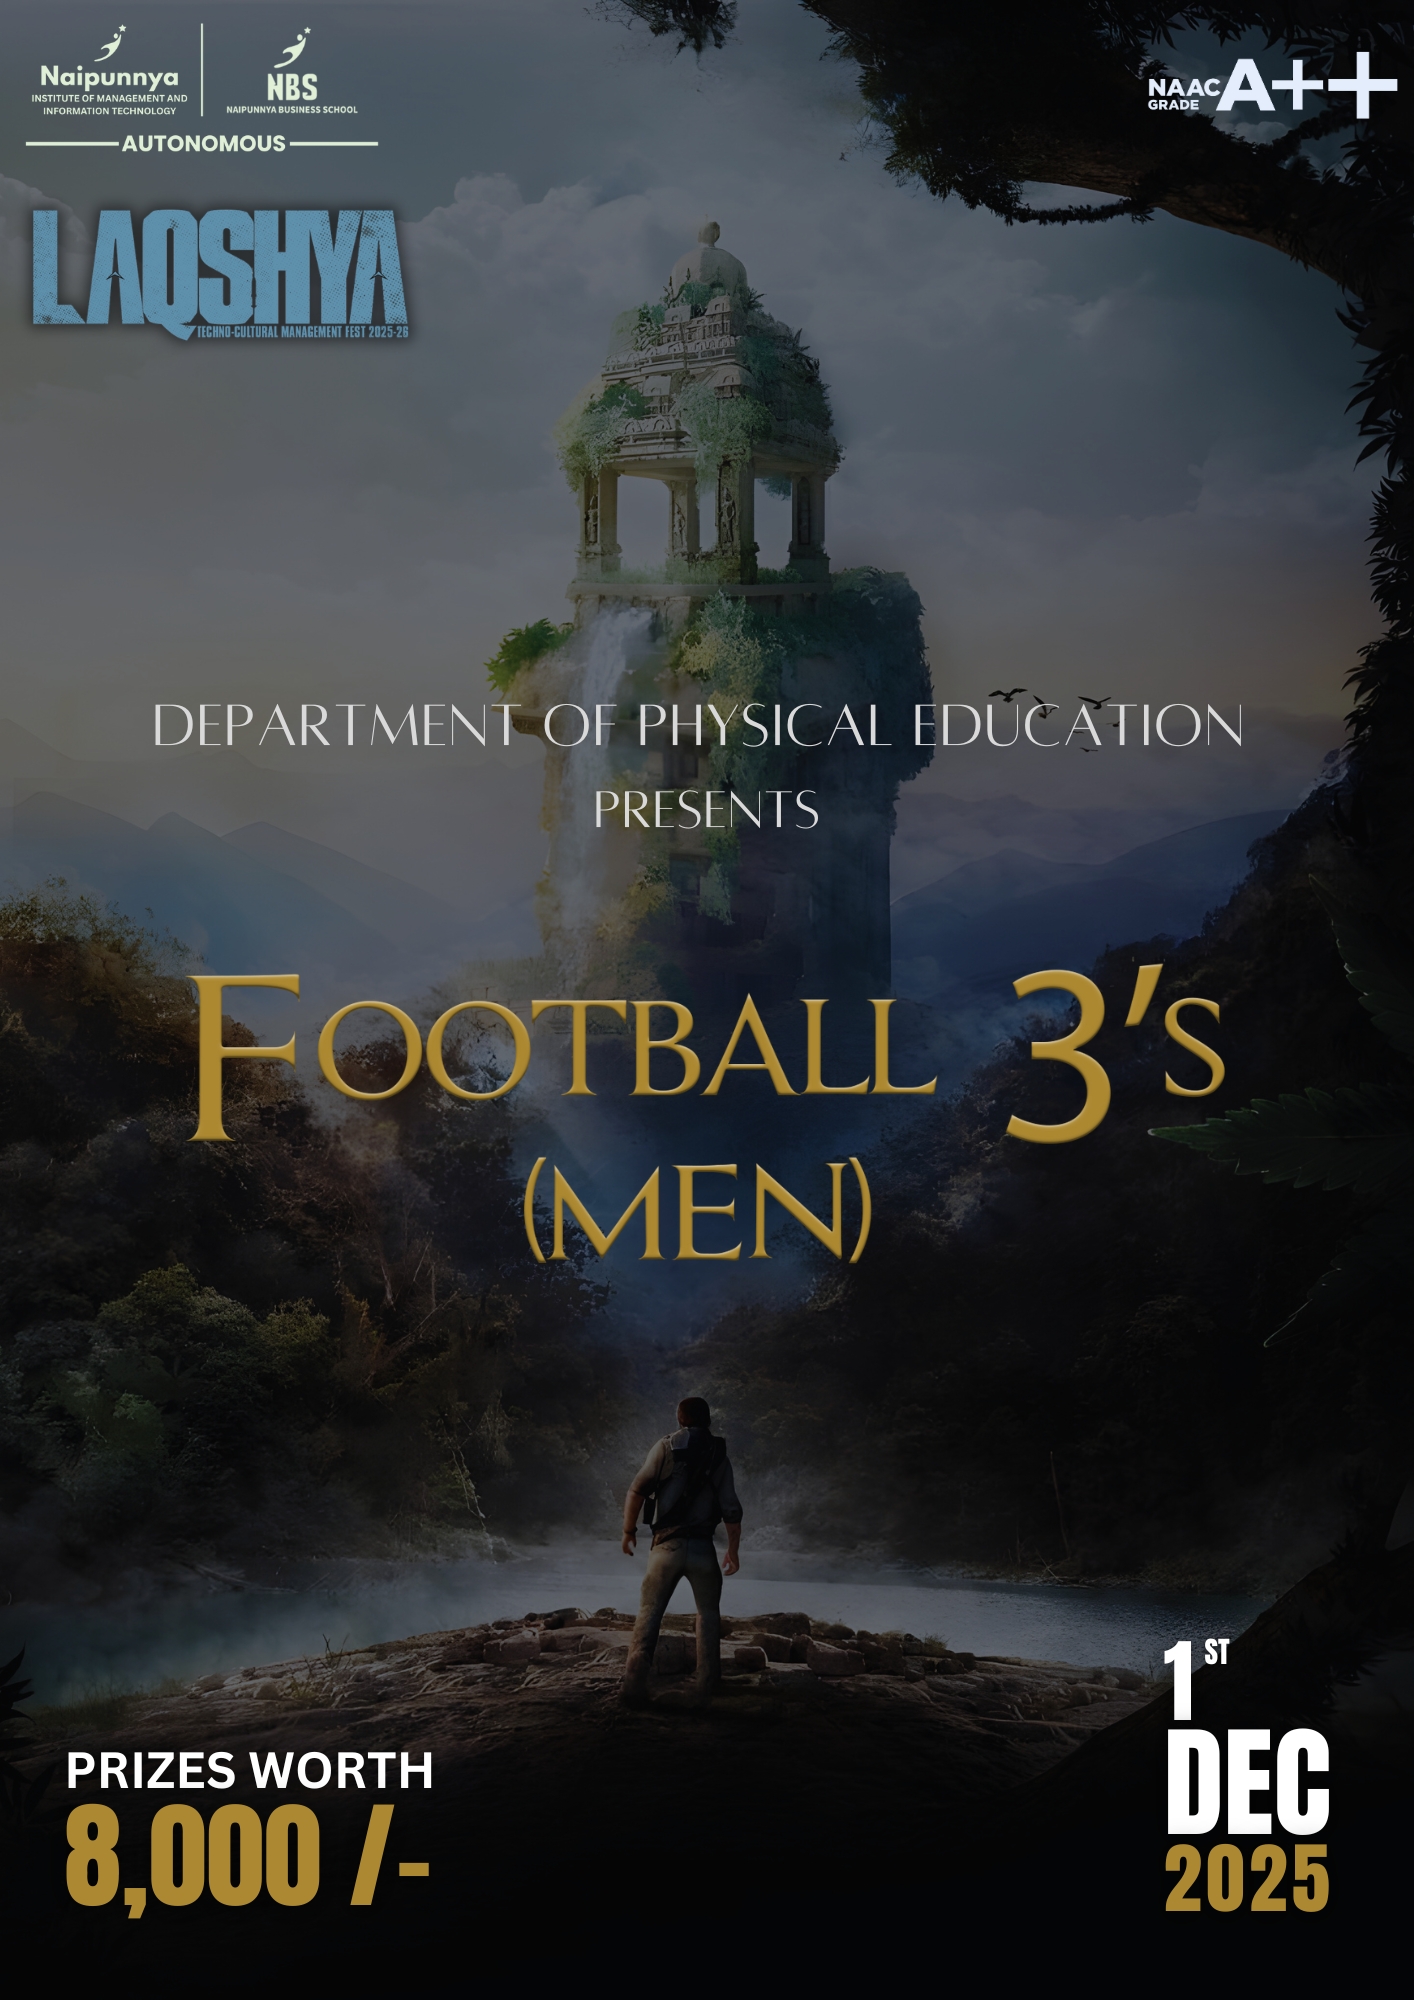 Naipunnya
INSTITUTE OF MANAGEMENT AND
INFORMATION TECHNOLOGY
NBS
NAIPUNNYA BUSINESS SCHOOL
AUTONOMOUS
NAAC
GRADE
A++
LAQSHYA
TECHNO-CULTURAL MANAGEMENT FEST 2025-26
DEPARTMENT OF PHYSICAL EDUCATION
PRESENTS
FOOTBALL 3'S
(MEN)
PRIZES WORTH
8,000 /-
1ST
DEC
2025